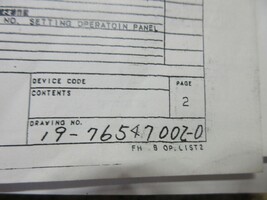 NO. SETTING OPERATOIN PANEL
DEVICE CODE
PAGE
CONTENTS
2
DRAWING NO.
19-76547002-0
FH B OP.LIST2